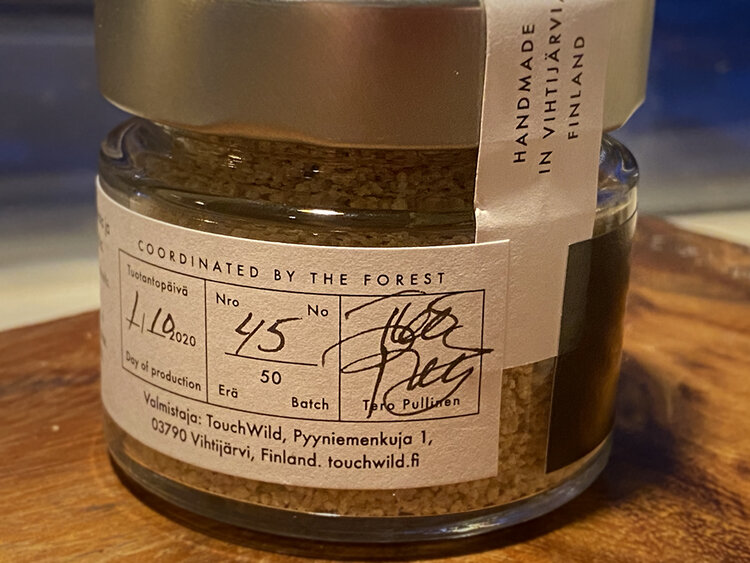 HANDMADE
IN VIHTIJÄRVI,
FINLAND
COORDINATED BY THE FOREST
Tuotantopäivä
1.10.2020
Day of production
Nro No
45
50
Erä Batch
Tero Pullinen
Valmistaja: TouchWild, Pyyniemenkuja 1,
03790 Vihtijärvi, Finland. touchwild.fi